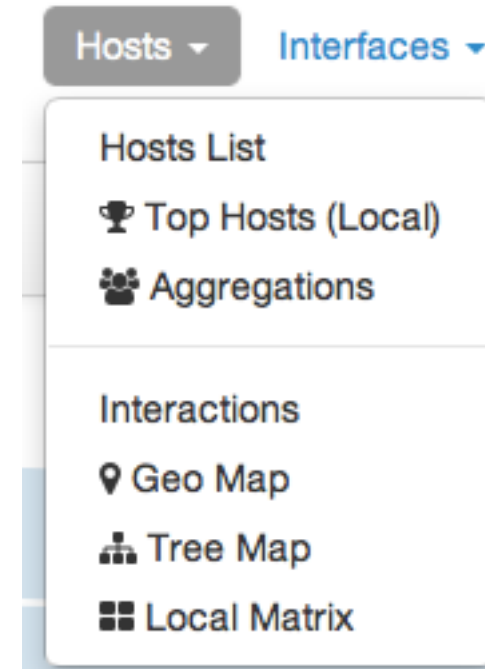 Hosts Interfaces
Hosts List
Top Hosts (Local)
Aggregations
Interactions
Geo Map
Tree Map
Local Matrix